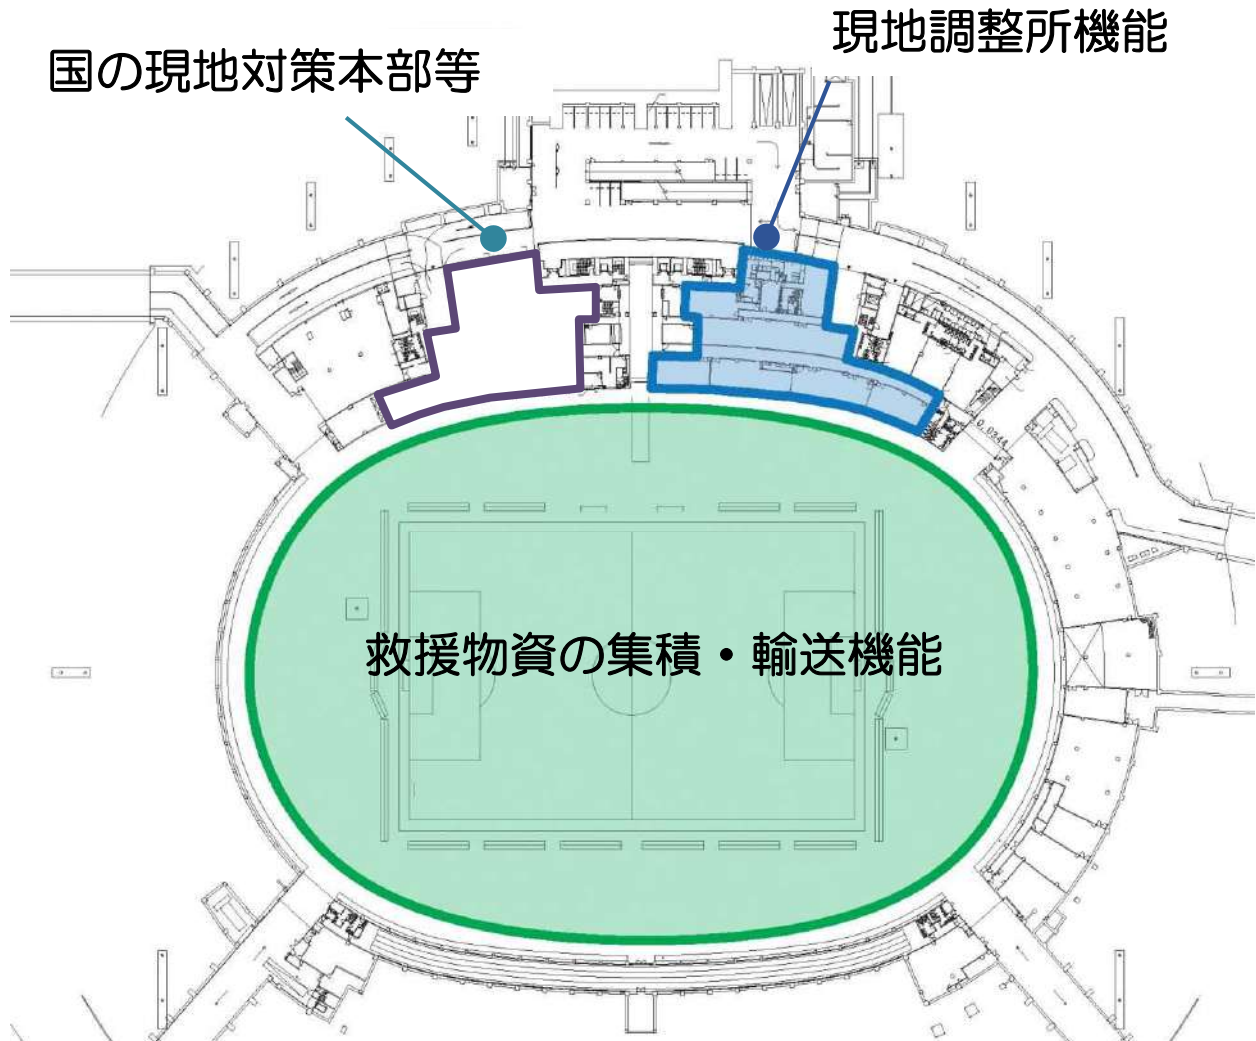 現地調整所機能
国の現地対策本部等
救援物資の集積・輸送機能